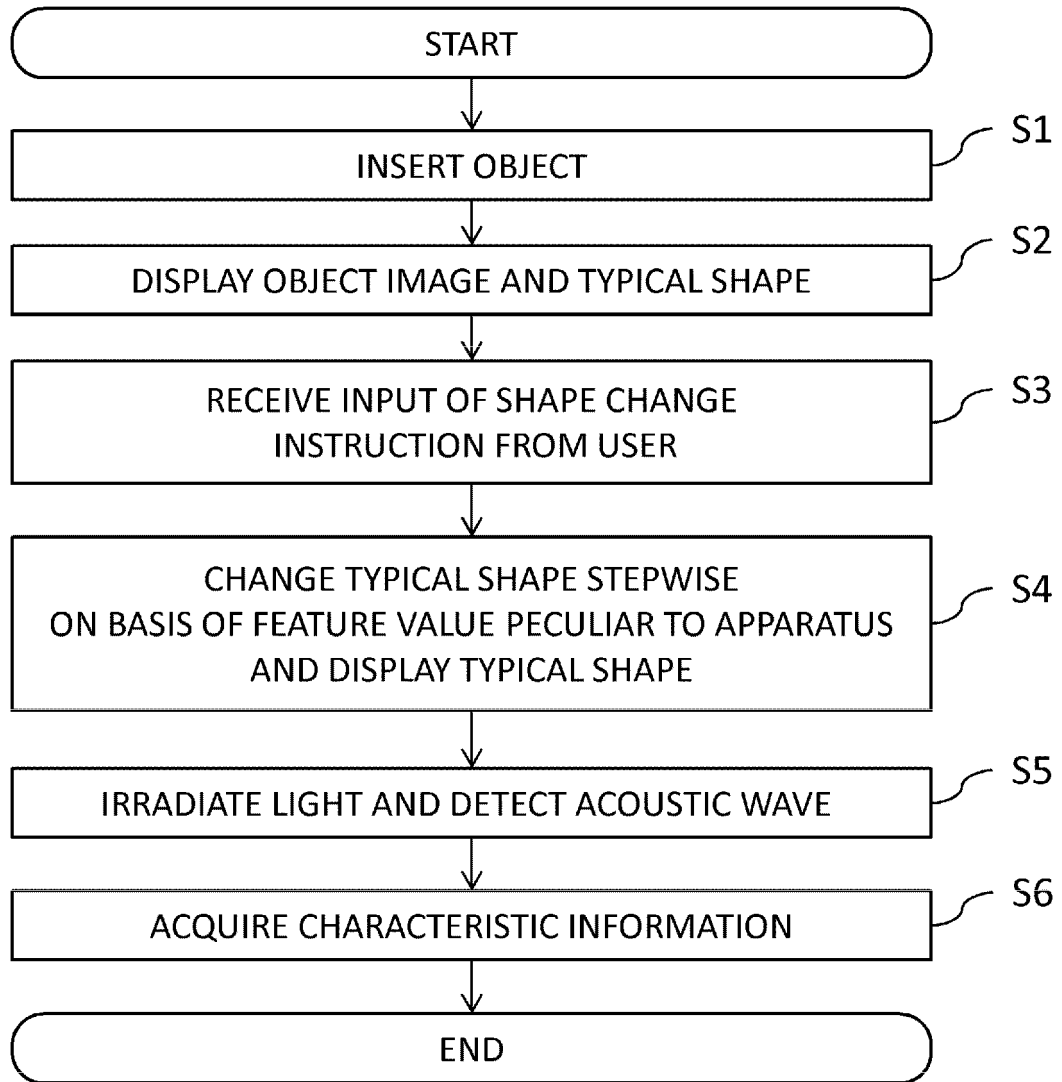 START
S1
INSERT OBJECT
S2
DISPLAY OBJECT IMAGE AND TYPICAL SHAPE
S3
RECEIVE INPUT OF SHAPE CHANGE
INSTRUCTION FROM USER
S4
CHANGE TYPICAL SHAPE STEPWISE
ON BASIS OF FEATURE VALUE PECULIAR TO APPARATUS
AND DISPLAY TYPICAL SHAPE
S5
IRRADIATE LIGHT AND DETECT ACOUSTIC WAVE
S6
ACQUIRE CHARACTERISTIC INFORMATION
END